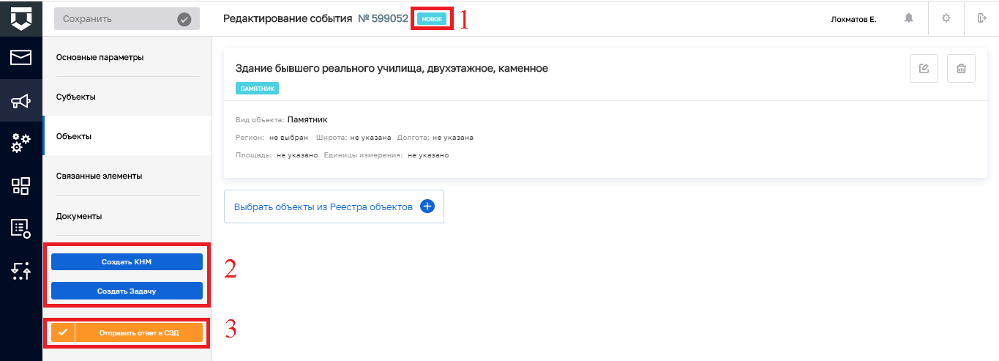 Сохранить
Редактирование события № 599052 НОВОЕ 1
Лохматов Е.
Основные параметры
Субъекты
Объекты
Связанные элементы
Документы
Создать КНМ
Создать Задачу
2
Отправить ответ в СЭД
3
Здание бывшего реального училища, двухэтажное, каменное
ПАМЯТНИК
Вид объекта: Памятник
Регион: не выбран Широта: не указана Долгота: не указана
Площадь: не указано Единицы измерения: не указано
Выбрать объекты из Реестра объектов